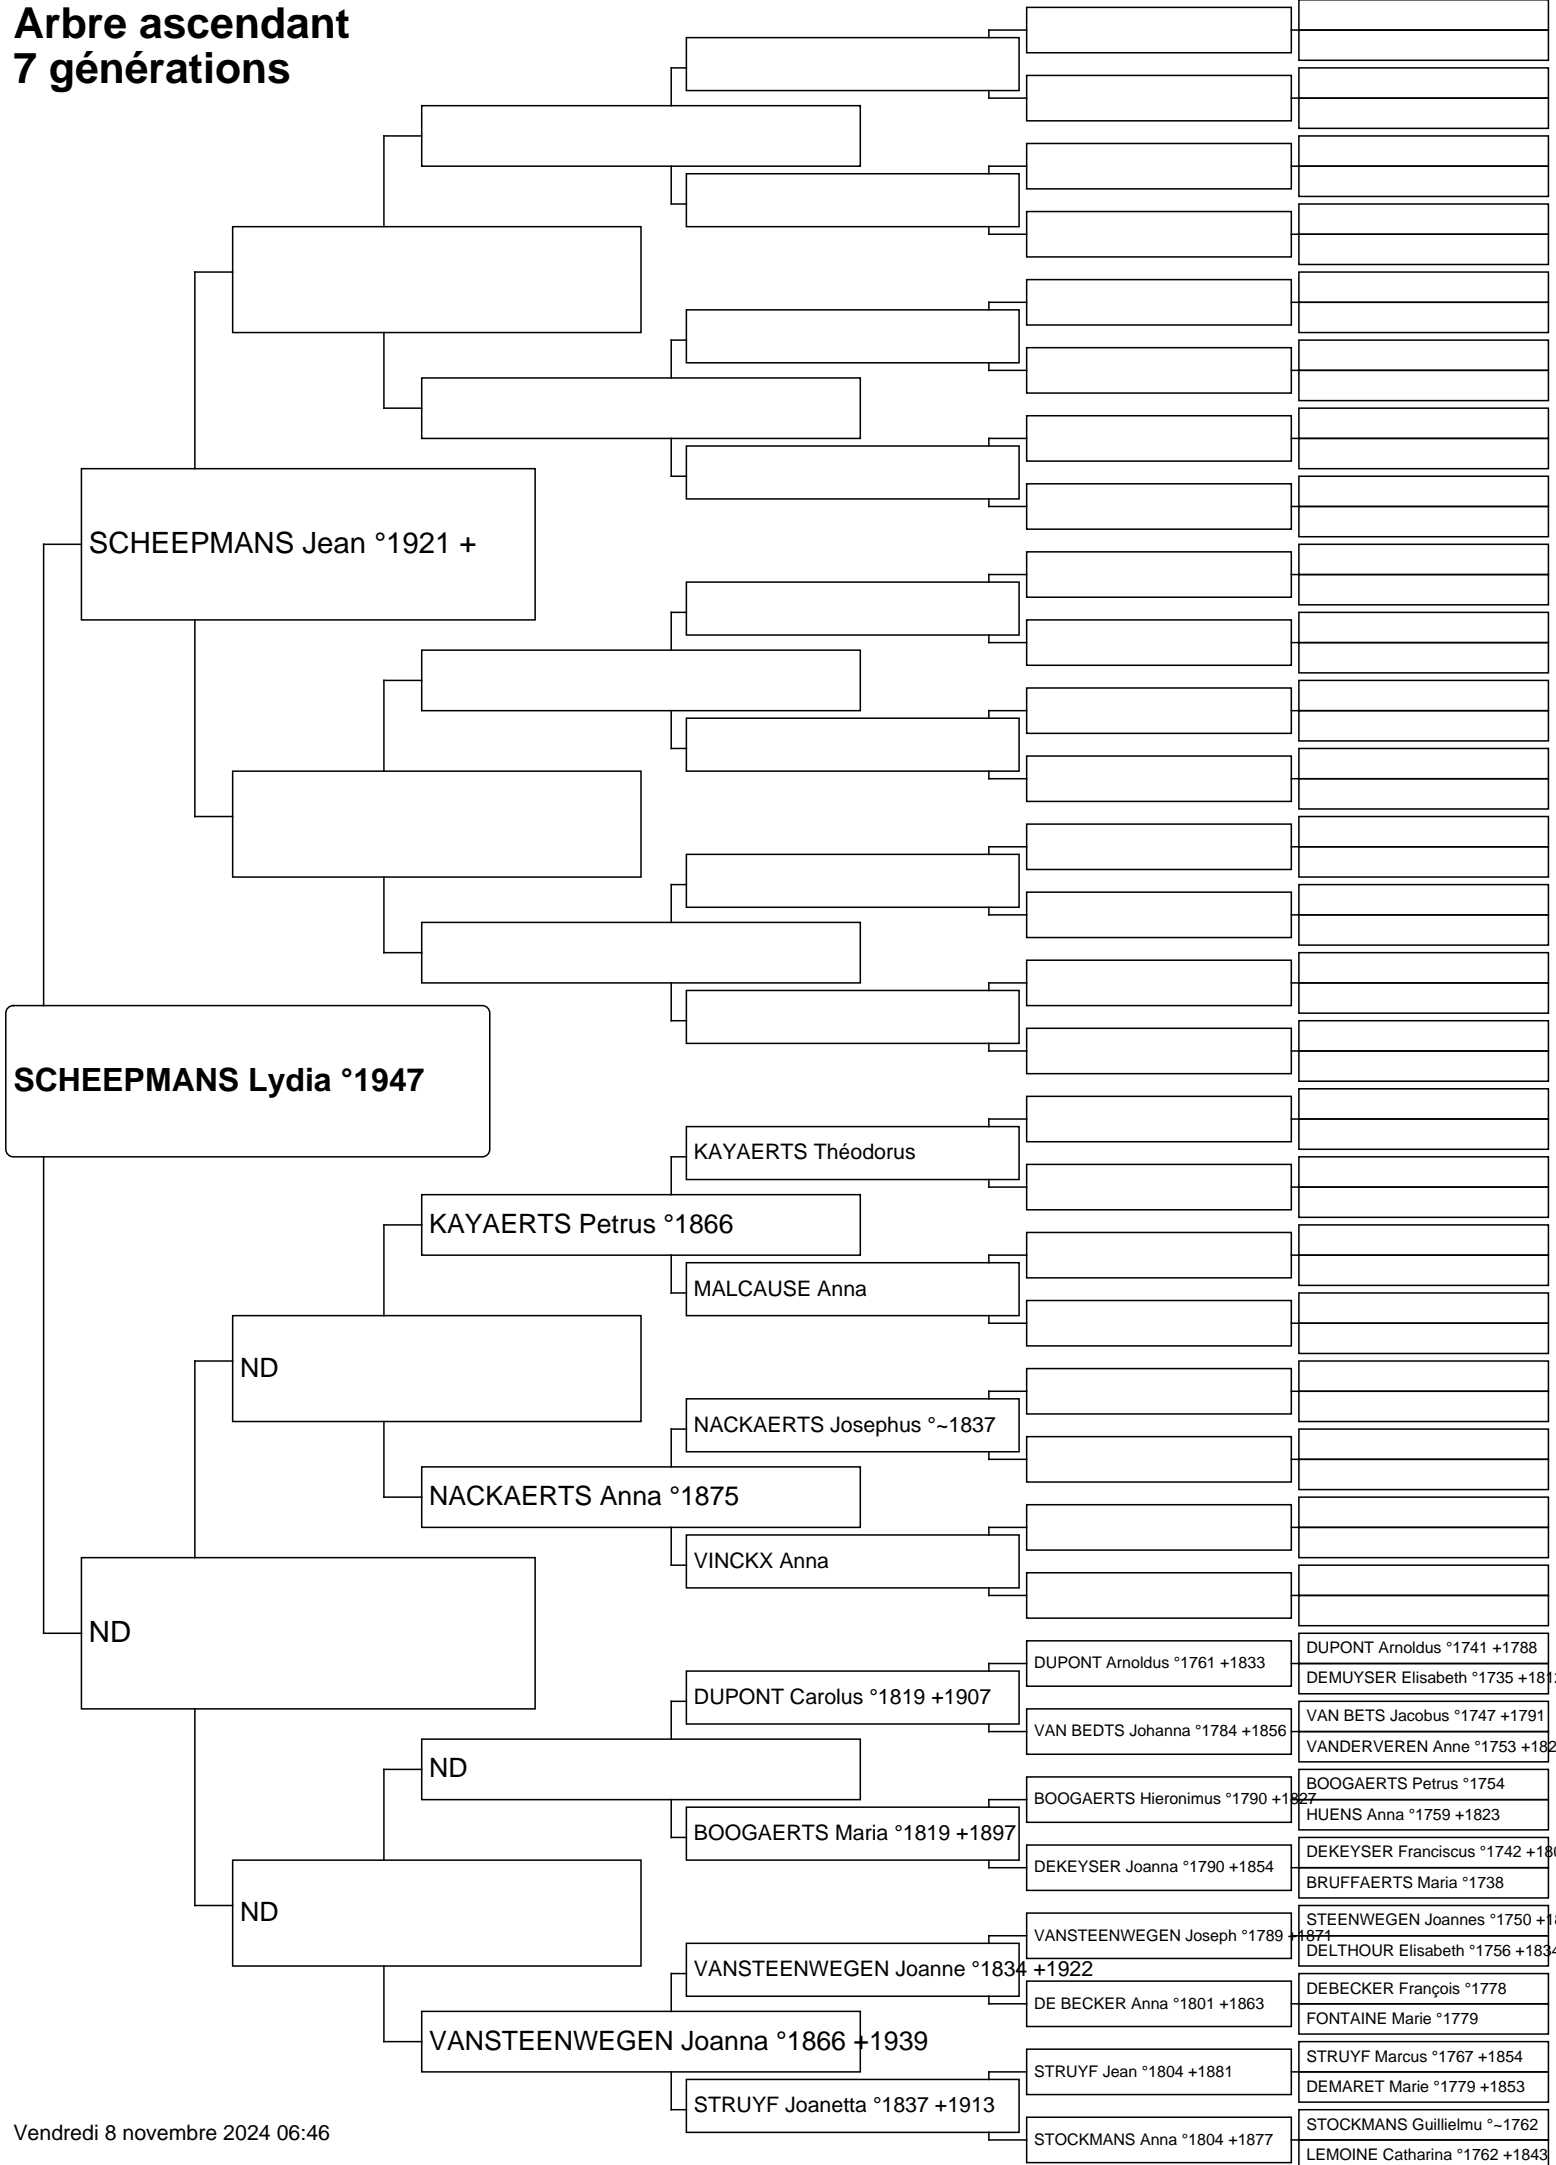 Arbre ascendant
7 générations
SCHEEPMANS Jean °1921 +
SCHEEPMANS Lydia °1947
KAYAERTS Théodorus
KAYAERTS Petrus °1866
MALCAUSE Anna
ND
NACKAERTS Josephus °~1837
NACKAERTS Anna °1875
VINCKX Anna
ND
DUPONT Arnoldus °1741 +1788
DUPONT Arnoldus °1761 +1833
DEMUYSER Elisabeth °1735 +1812
DUPONT Carolus °1819 +1907
VAN BETS Jacobus °1747 +1791
VAN BEDTS Johanna °1784 +1856
VANDERVEREN Anne °1753 +182
ND
BOOGAERTS Petrus °1754
BOOGAERTS Hieronimus °1790 +1827
HUENS Anna °1759 +1823
BOOGAERTS Maria °1819 +1897
DEKEYSER Franciscus °1742 +180
DEKEYSER Joanna °1790 +1854
BRUFFAERTS Maria °1738
ND
STEENWEGEN Joannes °1750 +18
VANSTEENWEGEN Joseph °1789 +1871
DELTHOUR Elisabeth °1756 +1834
VANSTEENWEGEN Joanne °1834 +1922
DEBECKER François °1778
DE BECKER Anna °1801 +1863
FONTAINE Marie °1779
VANSTEENWEGEN Joanna °1866 +1939
STRUYF Marcus °1767 +1854
STRUYF Jean °1804 +1881
DEMARET Marie °1779 +1853
STRUYF Joanetta °1837 +1913
STOCKMANS Guillielmu °~1762
STOCKMANS Anna °1804 +1877
LEMOINE Catharina °1762 +1843
Vendredi 8 novembre 2024 06:46